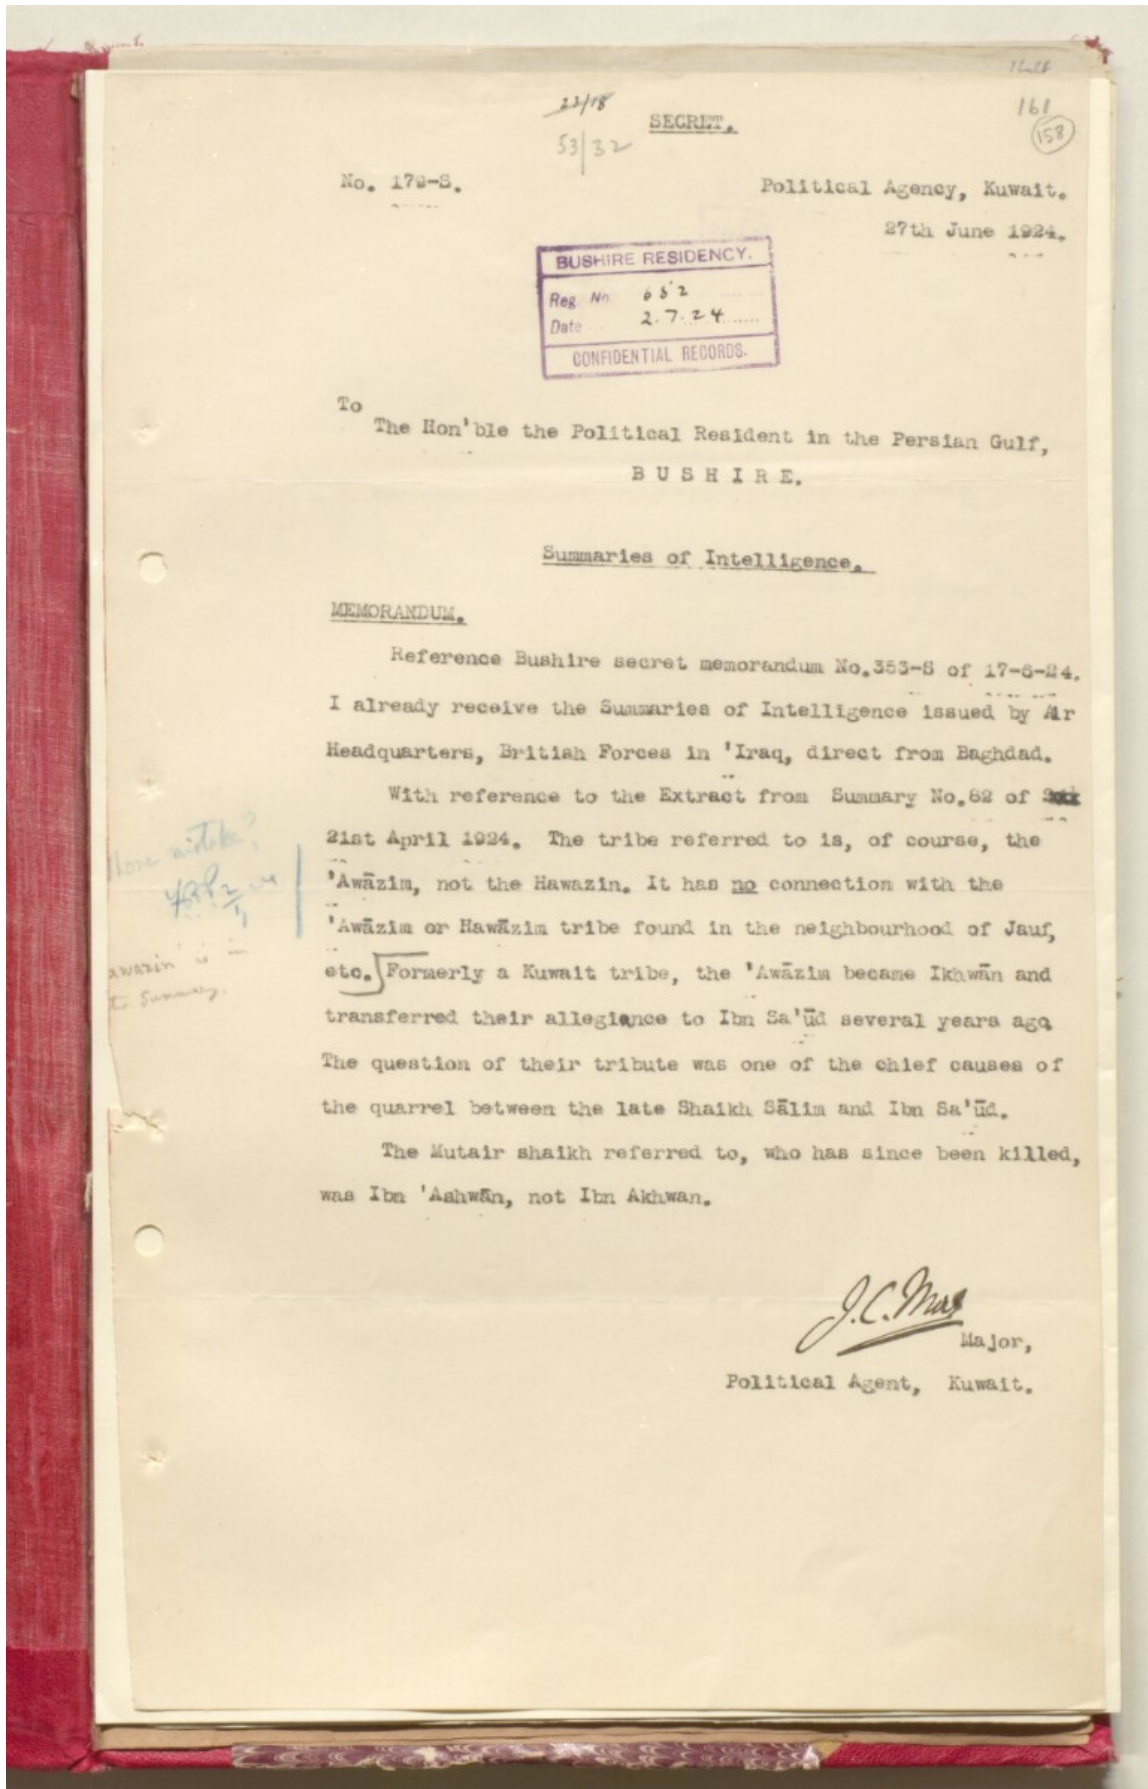 22/18
SECRET.
161
158
53/32
No. 179-S.
Political Agency, Kuwait.
27th June 1924.
BUSHIRE RESIDENCY.
Reg. No. 652
Date 2.7.24
CONFIDENTIAL RECORDS.
To
The Hon'ble the Political Resident in the Persian Gulf,
BUSHIRE.
Summaries of Intelligence.
MEMORANDUM.
Reference Bushire secret memorandum No.353-S of 17-6-24.
I already receive the Summaries of Intelligence issued by Air
Headquarters, British Forces in 'Iraq, direct from Baghdad.
With reference to the Extract from Summary No.82 of
21st April 1924. The tribe referred to is, of course, the
'Awāzim, not the Hawazin. It has no connection with the
'Awāzim or Hawāzim tribe found in the neighbourhood of Jauf,
etc. Formerly a Kuwait tribe, the 'Awāzim became Ikhwān and
transferred their allegiance to Ibn Sa'ūd several years ago.
The question of their tribute was one of the chief causes of
the quarrel between the late Shaikh Sālim and Ibn Sa'ūd.
The Mutair shaikh referred to, who has since been killed,
was Ibn 'Ashwān, not Ibn Akhwan.
mistake?
awazin' is in
Summary.
J.C. More
Major,
Political Agent, Kuwait.